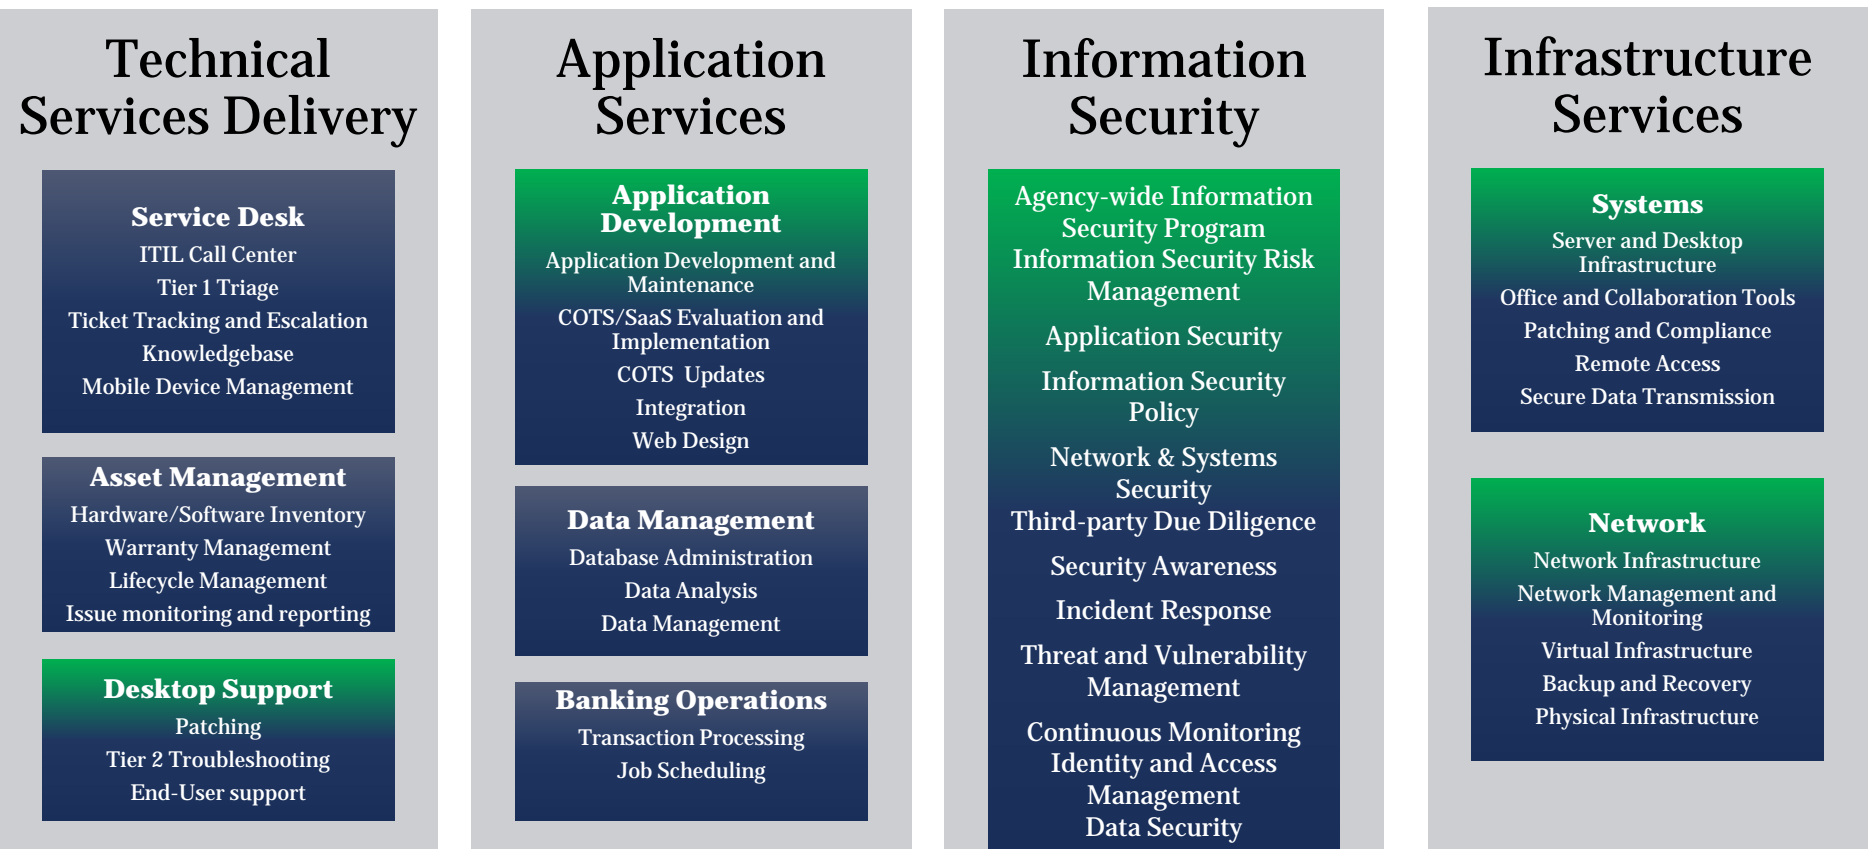 Technical
Services Delivery
Service Desk
ITIL Call Center
Tier 1 Triage
Ticket Tracking and Escalation
Knowledgebase
Mobile Device Management
Asset Management
Hardware/Software Inventory
Warranty Management
Lifecycle Management
Issue monitoring and reporting
Desktop Support
Patching
Tier 2 Troubleshooting
End-User support
Application
Services
Application
Development
Application Development and
Maintenance
COTS/SaaS Evaluation and
Implementation
COTS  Updates
Integration
Web Design
Data Management
Database Administration
Data Analysis
Data Management
Banking Operations
Transaction Processing
Job Scheduling
Information
Security
Agency-wide Information
Security Program
Information Security Risk
Management
Application Security
Information Security
Policy
Network & Systems
Security
Third-party Due Diligence
Security Awareness
Incident Response
Threat and Vulnerability
Management
Continuous Monitoring
Identity and Access
Management
Data Security
Infrastructure
Services
Systems
Server and Desktop
Infrastructure
Office and Collaboration Tools
Patching and Compliance
Remote Access
Secure Data Transmission
Network
Network Infrastructure
Network Management and
Monitoring
Virtual Infrastructure
Backup and Recovery
Physical Infrastructure